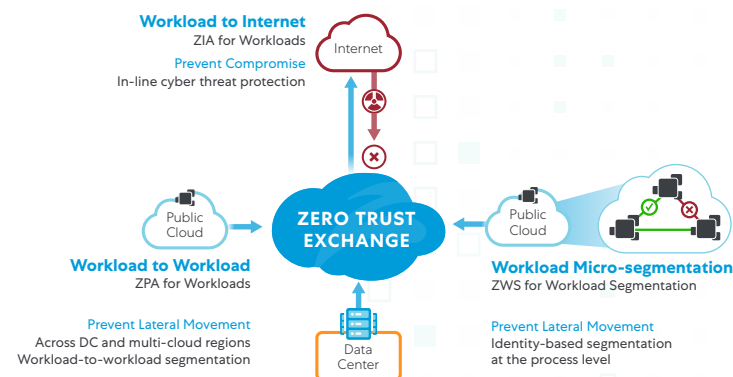 Workload to Internet
ZIA for Workloads
Prevent Compromise
In-line cyber threat protection
Internet
Public
Cloud
ZERO TRUST
EXCHANGE
Public
Cloud
Workload to Workload
ZPA for Workloads
Prevent Lateral Movement
Across DC and multi-cloud regions
Workload-to-workload segmentation
Data
Center
Workload Micro-segmentation
ZWS for Workload Segmentation
Prevent Lateral Movement
Identity-based segmentation
at the process level